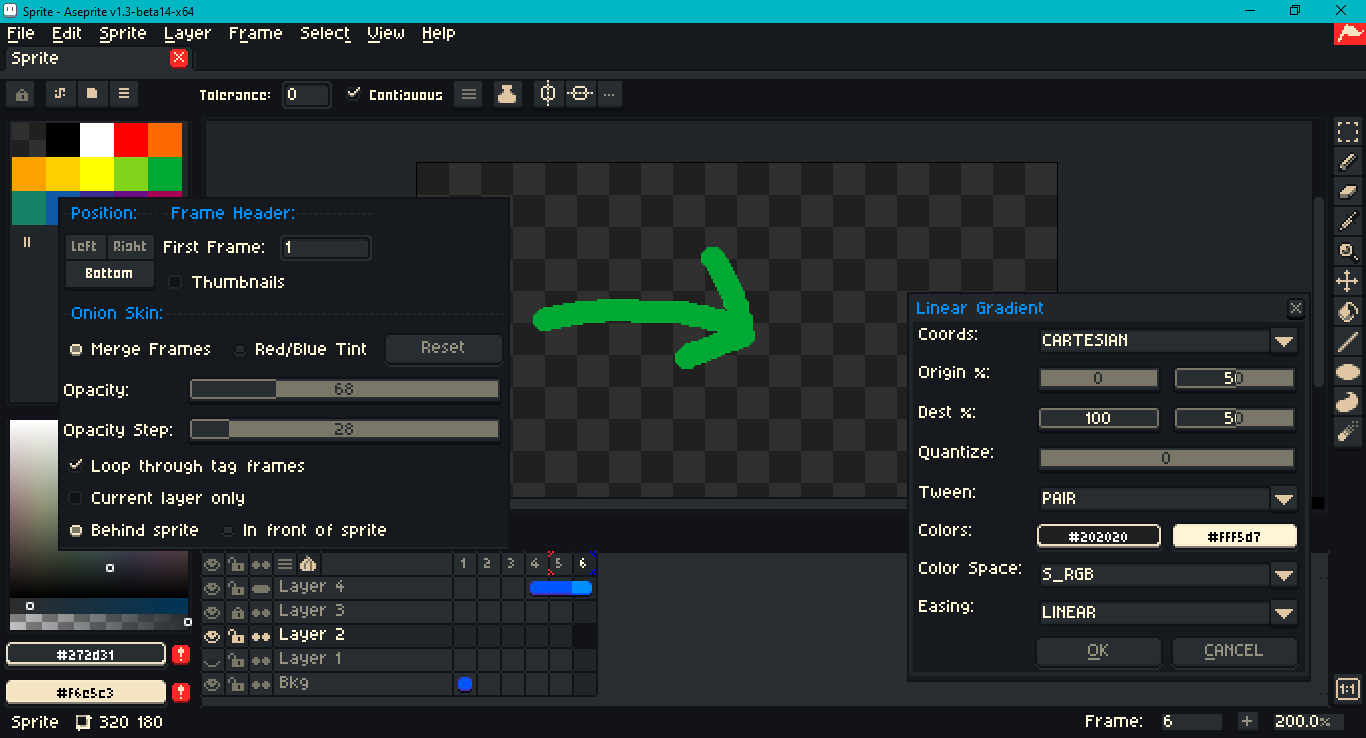 Sprite - Aseprite v1.3-beta14-x64
File Edit Sprite Layer Frame Select View Help
Sprite
Tolerance: 0 Contiguous
Position: Frame Header:
Left Right First Frame: 1
Bottom
Thumbnails
Onion Skin:
Merge Frames Red/Blue Tint Reset
Opacity: 68
Opacity Step: 28
Loop through tag frames
Current layer only
Behind sprite In front of sprite
Linear Gradient
Coords: CARTESIAN
Origin %: 0 50
Dest %: 100 50
Quantize: 0
Tween: PAIR
Colors: #202020 #fff5d7
Color Space: S_RGB
Easing: LINEAR
OK CANCEL
1 2 3 4 5 6
Layer 4
Layer 3
Layer 2
Layer 1
Bkg
#272d31
#f6e5c3
Sprite 320 180 Frame: 6 + 200.0%
1:1